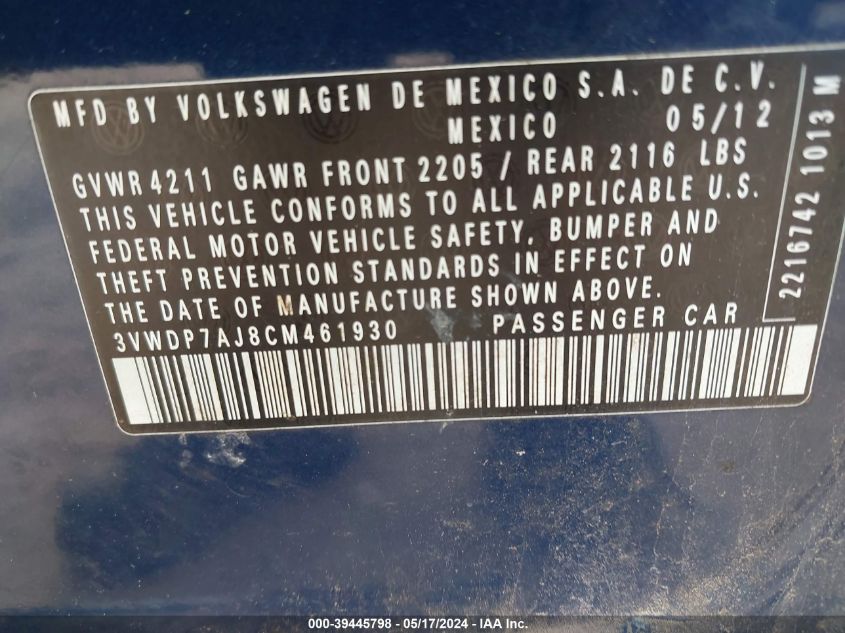 MFD BY VOLKSWAGEN DE MEXICO S.A. DE C.V.
MEXICO 05/12
GVWR 4211 GAWR FRONT 2205 / REAR 2116 LBS
THIS VEHICLE CONFORMS TO ALL APPLICABLE U.S.
FEDERAL MOTOR VEHICLE SAFETY, BUMPER AND
THEFT PREVENTION STANDARDS IN EFFECT ON
THE DATE OF MANUFACTURE SHOWN ABOVE.
3VWDP7AJ8CM461930 PASSENGER CAR
2216742 1013 M
000-39445798 - 05/17/2024 - IAA Inc.